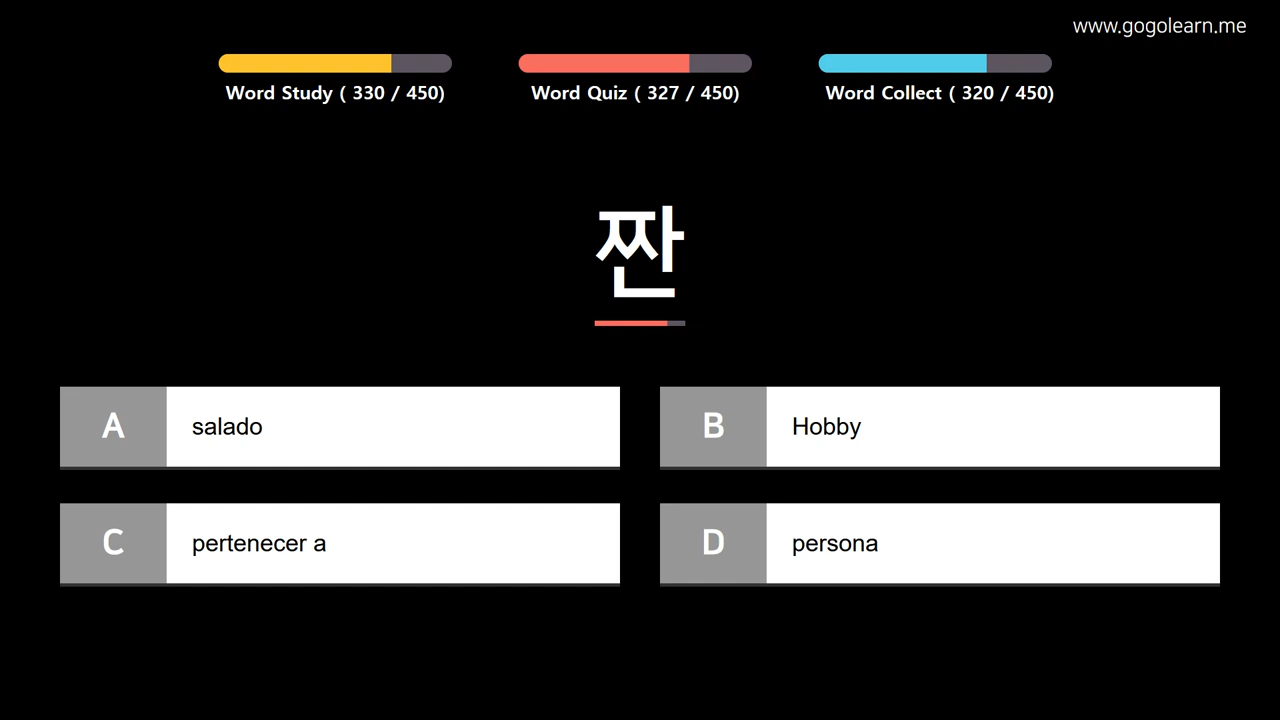 www.gogolearn.me
Word Study ( 330 / 450)
Word Quiz ( 327 / 450)
Word Collect ( 320 / 450)
짠
A salado
B Hobby
C pertenecer a
D persona